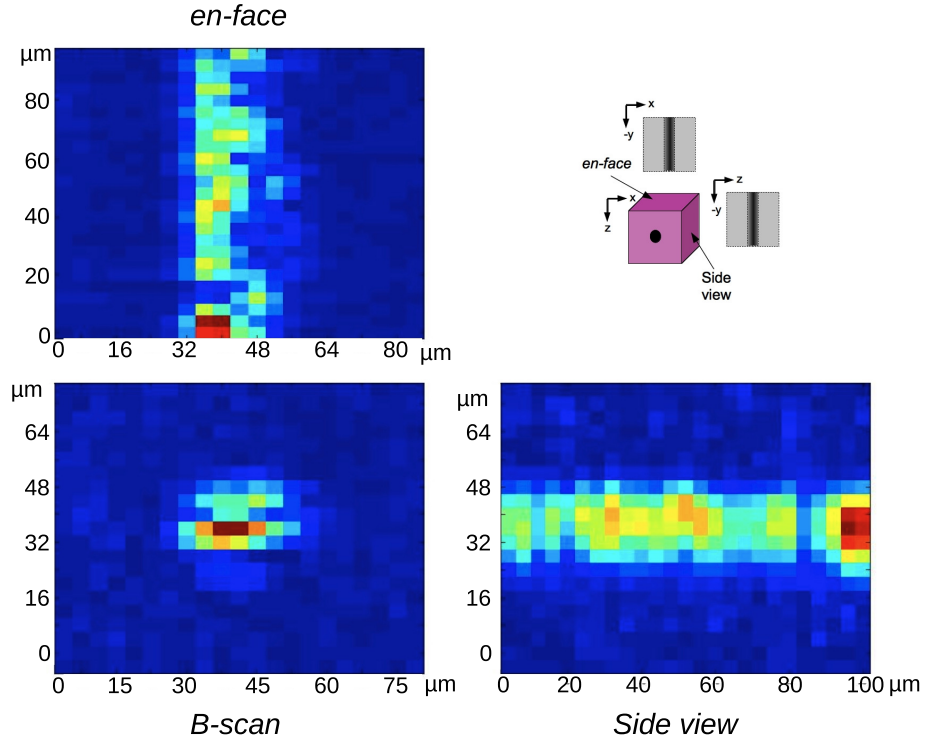 en-face
µm
80
60
40
20
0
0 16 32 48 64 80 µm
x
-y
en-face
z
x
-y
z
Side
view
µm
64
48
32
16
0
0 15 30 45 60 75 µm
B-scan
µm
64
48
32
16
0
0 20 40 60 80 100 µm
Side view